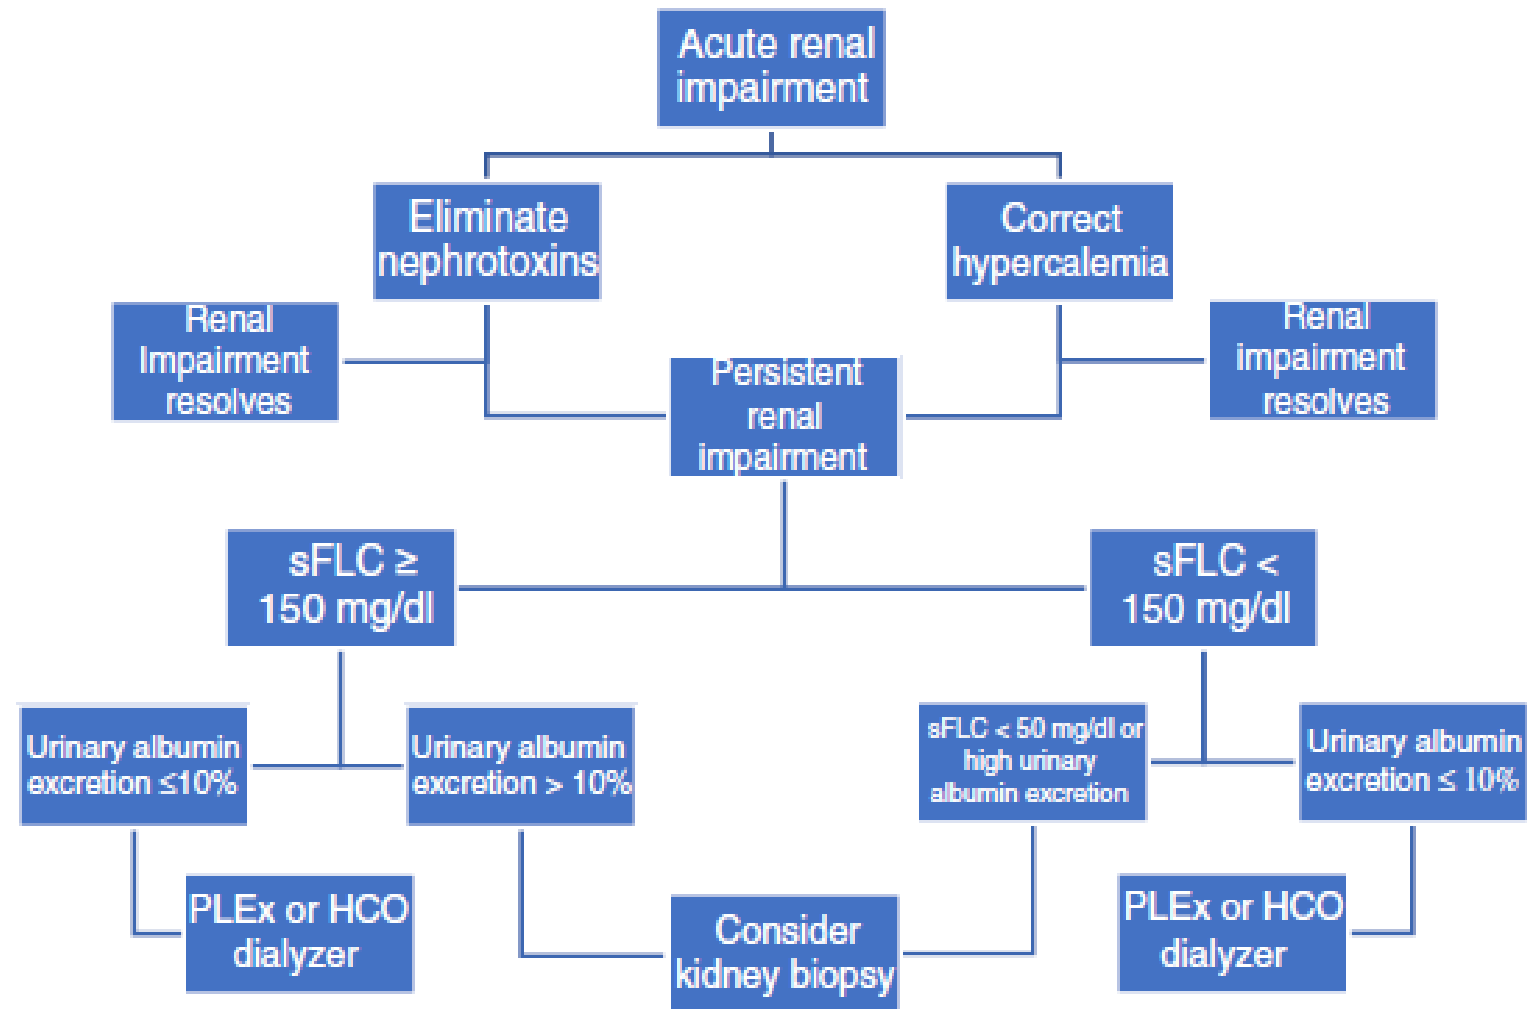 Acute renal
impairment
Eliminate
nephrotoxins
Correct
hypercalemia
Renal
Impairment
resolves
Persistent
renal
impairment
Renal
impairment
resolves
sFLC ≥
150 mg/dl
sFLC <
150 mg/dl
Urinary albumin
excretion ≤10%
Urinary albumin
excretion > 10%
sFLC < 50 mg/dl or
high urinary
albumin excretion
Urinary albumin
excretion ≤ 10%
PLEx or HCO
dialyzer
Consider
kidney biopsy
PLEx or HCO
dialyzer